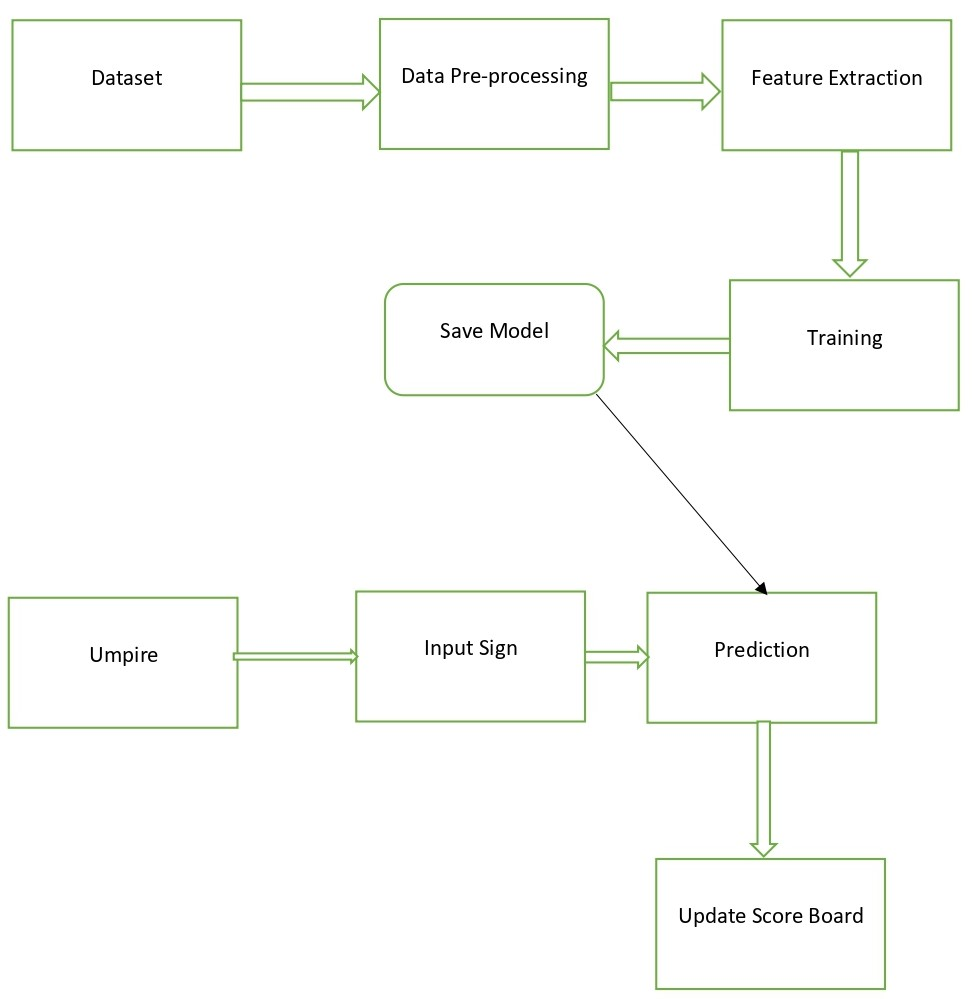 Dataset
Data Pre-processing
Feature Extraction
Training
Save Model
Umpire
Input Sign
Prediction
Update Score Board